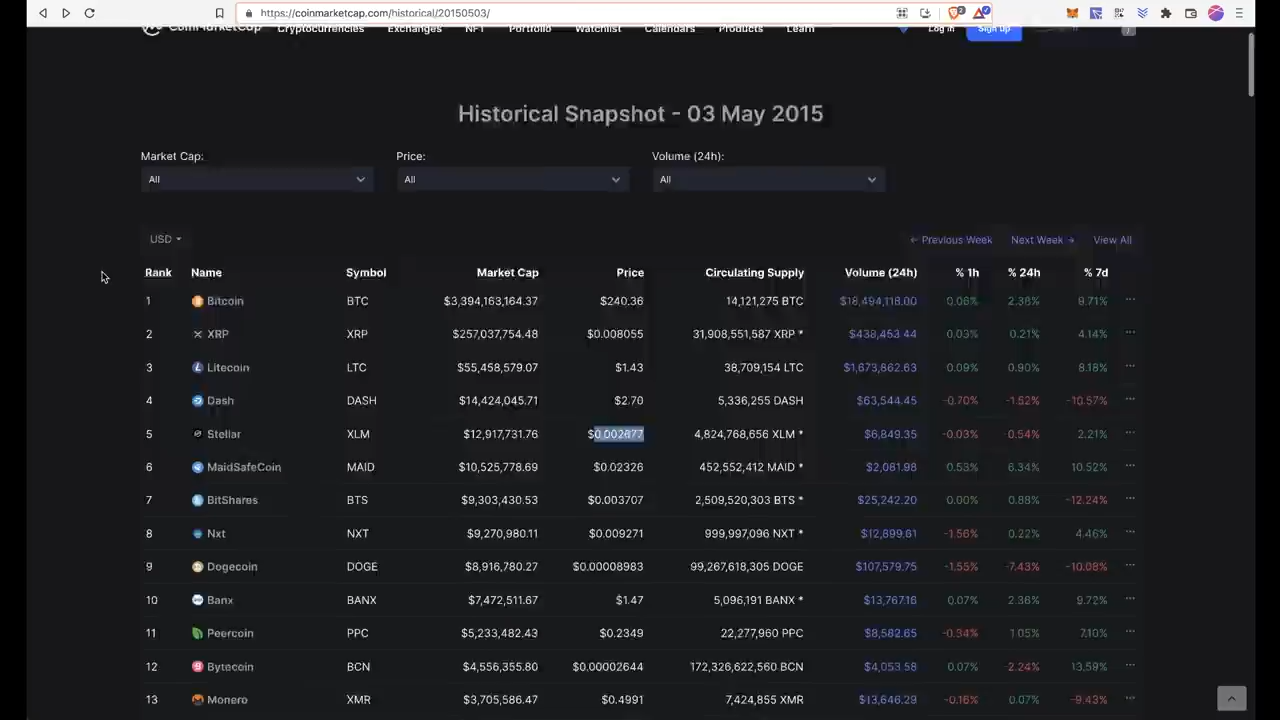 https://coinmarketcap.com/historical/20150503/
CoinMarketCap Cryptocurrencies Exchanges NFT Portfolio Watchlist Calendars Products Learn Log In Sign up /
Historical Snapshot - 03 May 2015
Market Cap: Price: Volume (24h):
All All All
USD ← Previous Week Next Week → View All
Rank Name Symbol Market Cap Price Circulating Supply Volume (24h) % 1h % 24h % 7d
1 Bitcoin BTC $3,394,163,164.37 $240.36 14,121,275 BTC $18,494,118.00 0.08% 2.36% 9.71% ...
2 XRP XRP $257,037,754.48 $0.008055 31,908,551,587 XRP * $438,453.44 0.03% 0.21% 4.14% ...
3 Litecoin LTC $55,458,579.07 $1.43 38,709,154 LTC $1,673,862.63 0.09% 0.90% 8.18% ...
4 Dash DASH $14,424,045.71 $2.70 5,336,255 DASH $63,544.45 -0.70% -1.52% -10.57% ...
5 Stellar XLM $12,917,731.76 $0.002677 4,824,768,656 XLM * $6,849.35 -0.03% -0.54% 2.21% ...
6 MaidSafeCoin MAID $10,525,778.69 $0.02326 452,552,412 MAID * $2,081.98 0.53% 6.34% 10.52% ...
7 BitShares BTS $9,303,430.53 $0.003707 2,509,520,303 BTS * $25,242.20 0.00% 0.88% -12.24% ...
8 Nxt NXT $9,270,980.11 $0.009271 999,997,096 NXT * $12,899.61 -1.56% 0.22% 4.46% ...
9 Dogecoin DOGE $8,916,780.27 $0.00008983 99,267,618,305 DOGE $107,579.75 -1.55% -7.43% -10.08% ...
10 Banx BANX $7,472,511.67 $1.47 5,096,191 BANX * $13,767.16 0.07% 2.36% 9.72% ...
11 Peercoin PPC $5,233,482.43 $0.2349 22,277,960 PPC $8,582.65 -0.34% 1.05% 7.10% ...
12 Bytecoin BCN $4,556,355.80 $0.00002644 172,326,622,560 BCN $4,053.58 0.07% -2.24% 13.59% ...
13 Monero XMR $3,705,586.47 $0.4991 7,424,855 XMR $13,646.29 -0.16% 0.07% -9.43% ...